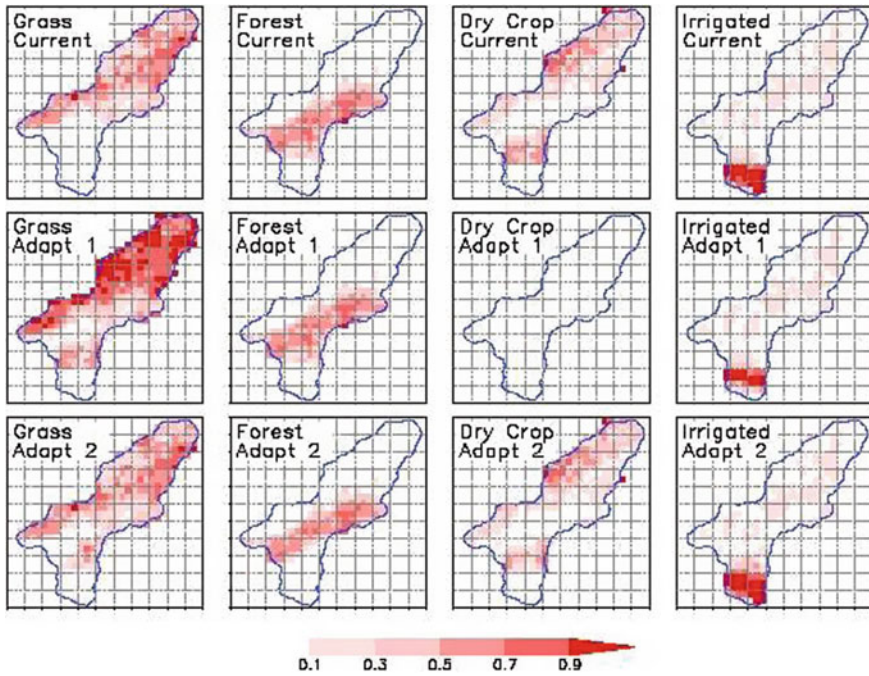 Grass
Current
Forest
Current
Dry Crop
Current
Irrigated
Current
Grass
Adapt 1
Forest
Adapt 1
Dry Crop
Adapt 1
Irrigated
Adapt 1
Grass
Adapt 2
Forest
Adapt 2
Dry Crop
Adapt 2
Irrigated
Adapt 2
0.1 0.3 0.5 0.7 0.9